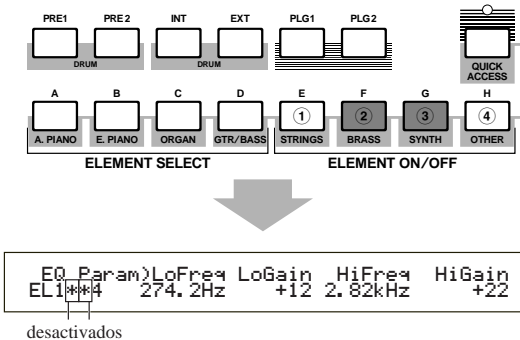 PRE1 PRE2 INT EXT PLG1 PLG2
DRUM DRUM QUICK
ACCESS
A B C D E F G H
1 2 3 4
A. PIANO E. PIANO ORGAN GTR/BASS STRINGS BRASS SYNTH OTHER
ELEMENT SELECT ELEMENT ON/OFF
EQ Param)LoFreq LoGain HiFreq HiGain
EL1**4 274.2Hz +12 2.82kHz +22
desactivados